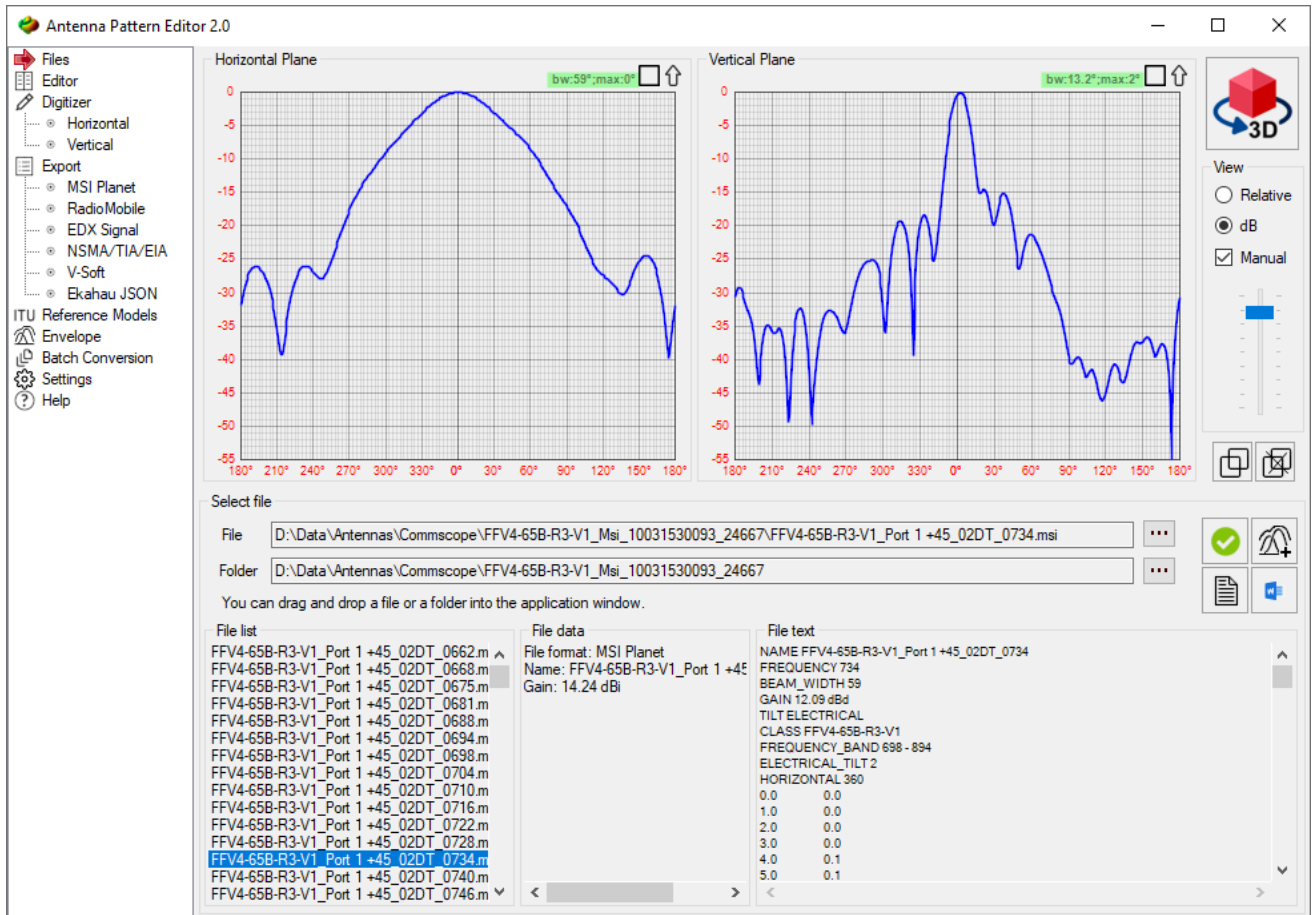 Antenna Pattern Editor 2.0
Files
Editor
Digitizer
Horizontal
Vertical
Export
MSI Planet
RadioMobile
EDX Signal
NSMA/TIA/EIA
V-Soft
Ekahau JSON
ITU Reference Models
Envelope
Batch Conversion
Settings
Help
Horizontal Plane
bw:59°;max:0°
0
-5
-10
-15
-20
-25
-30
-35
-40
-45
-50
-55
180° 210° 240° 270° 300° 330° 0° 30° 60° 90° 120° 150° 180°
Vertical Plane
bw:13.2°;max:2°
0
-5
-10
-15
-20
-25
-30
-35
-40
-45
-50
-55
180° 210° 240° 270° 300° 330° 0° 30° 60° 90° 120° 150° 180°
3D
View
Relative
dB
Manual
Select file
File D:\Data\Antennas\Commscope\FFV4-65B-R3-V1_Msi_10031530093_24667\FFV4-65B-R3-V1_Port 1 +45_02DT_0734.msi ...
Folder D:\Data\Antennas\Commscope\FFV4-65B-R3-V1_Msi_10031530093_24667 ...
You can drag and drop a file or a folder into the application window.
W
File list
FFV4-65B-R3-V1_Port 1 +45_02DT_0662.m
FFV4-65B-R3-V1_Port 1 +45_02DT_0668.m
FFV4-65B-R3-V1_Port 1 +45_02DT_0675.m
FFV4-65B-R3-V1_Port 1 +45_02DT_0681.m
FFV4-65B-R3-V1_Port 1 +45_02DT_0688.m
FFV4-65B-R3-V1_Port 1 +45_02DT_0694.m
FFV4-65B-R3-V1_Port 1 +45_02DT_0698.m
FFV4-65B-R3-V1_Port 1 +45_02DT_0704.m
FFV4-65B-R3-V1_Port 1 +45_02DT_0710.m
FFV4-65B-R3-V1_Port 1 +45_02DT_0716.m
FFV4-65B-R3-V1_Port 1 +45_02DT_0722.m
FFV4-65B-R3-V1_Port 1 +45_02DT_0728.m
FFV4-65B-R3-V1_Port 1 +45_02DT_0734.m
FFV4-65B-R3-V1_Port 1 +45_02DT_0740.m
FFV4-65B-R3-V1_Port 1 +45_02DT_0746.m
File data
File format: MSI Planet
Name: FFV4-65B-R3-V1_Port 1 +45
Gain: 14.24 dBi
File text
NAME FFV4-65B-R3-V1_Port 1 +45_02DT_0734
FREQUENCY 734
BEAM_WIDTH 59
GAIN 12.09 dBd
TILT ELECTRICAL
CLASS FFV4-65B-R3-V1
FREQUENCY_BAND 698 - 894
ELECTRICAL_TILT 2
HORIZONTAL 360
0.0 0.0
1.0 0.0
2.0 0.0
3.0 0.0
4.0 0.1
5.0 0.1